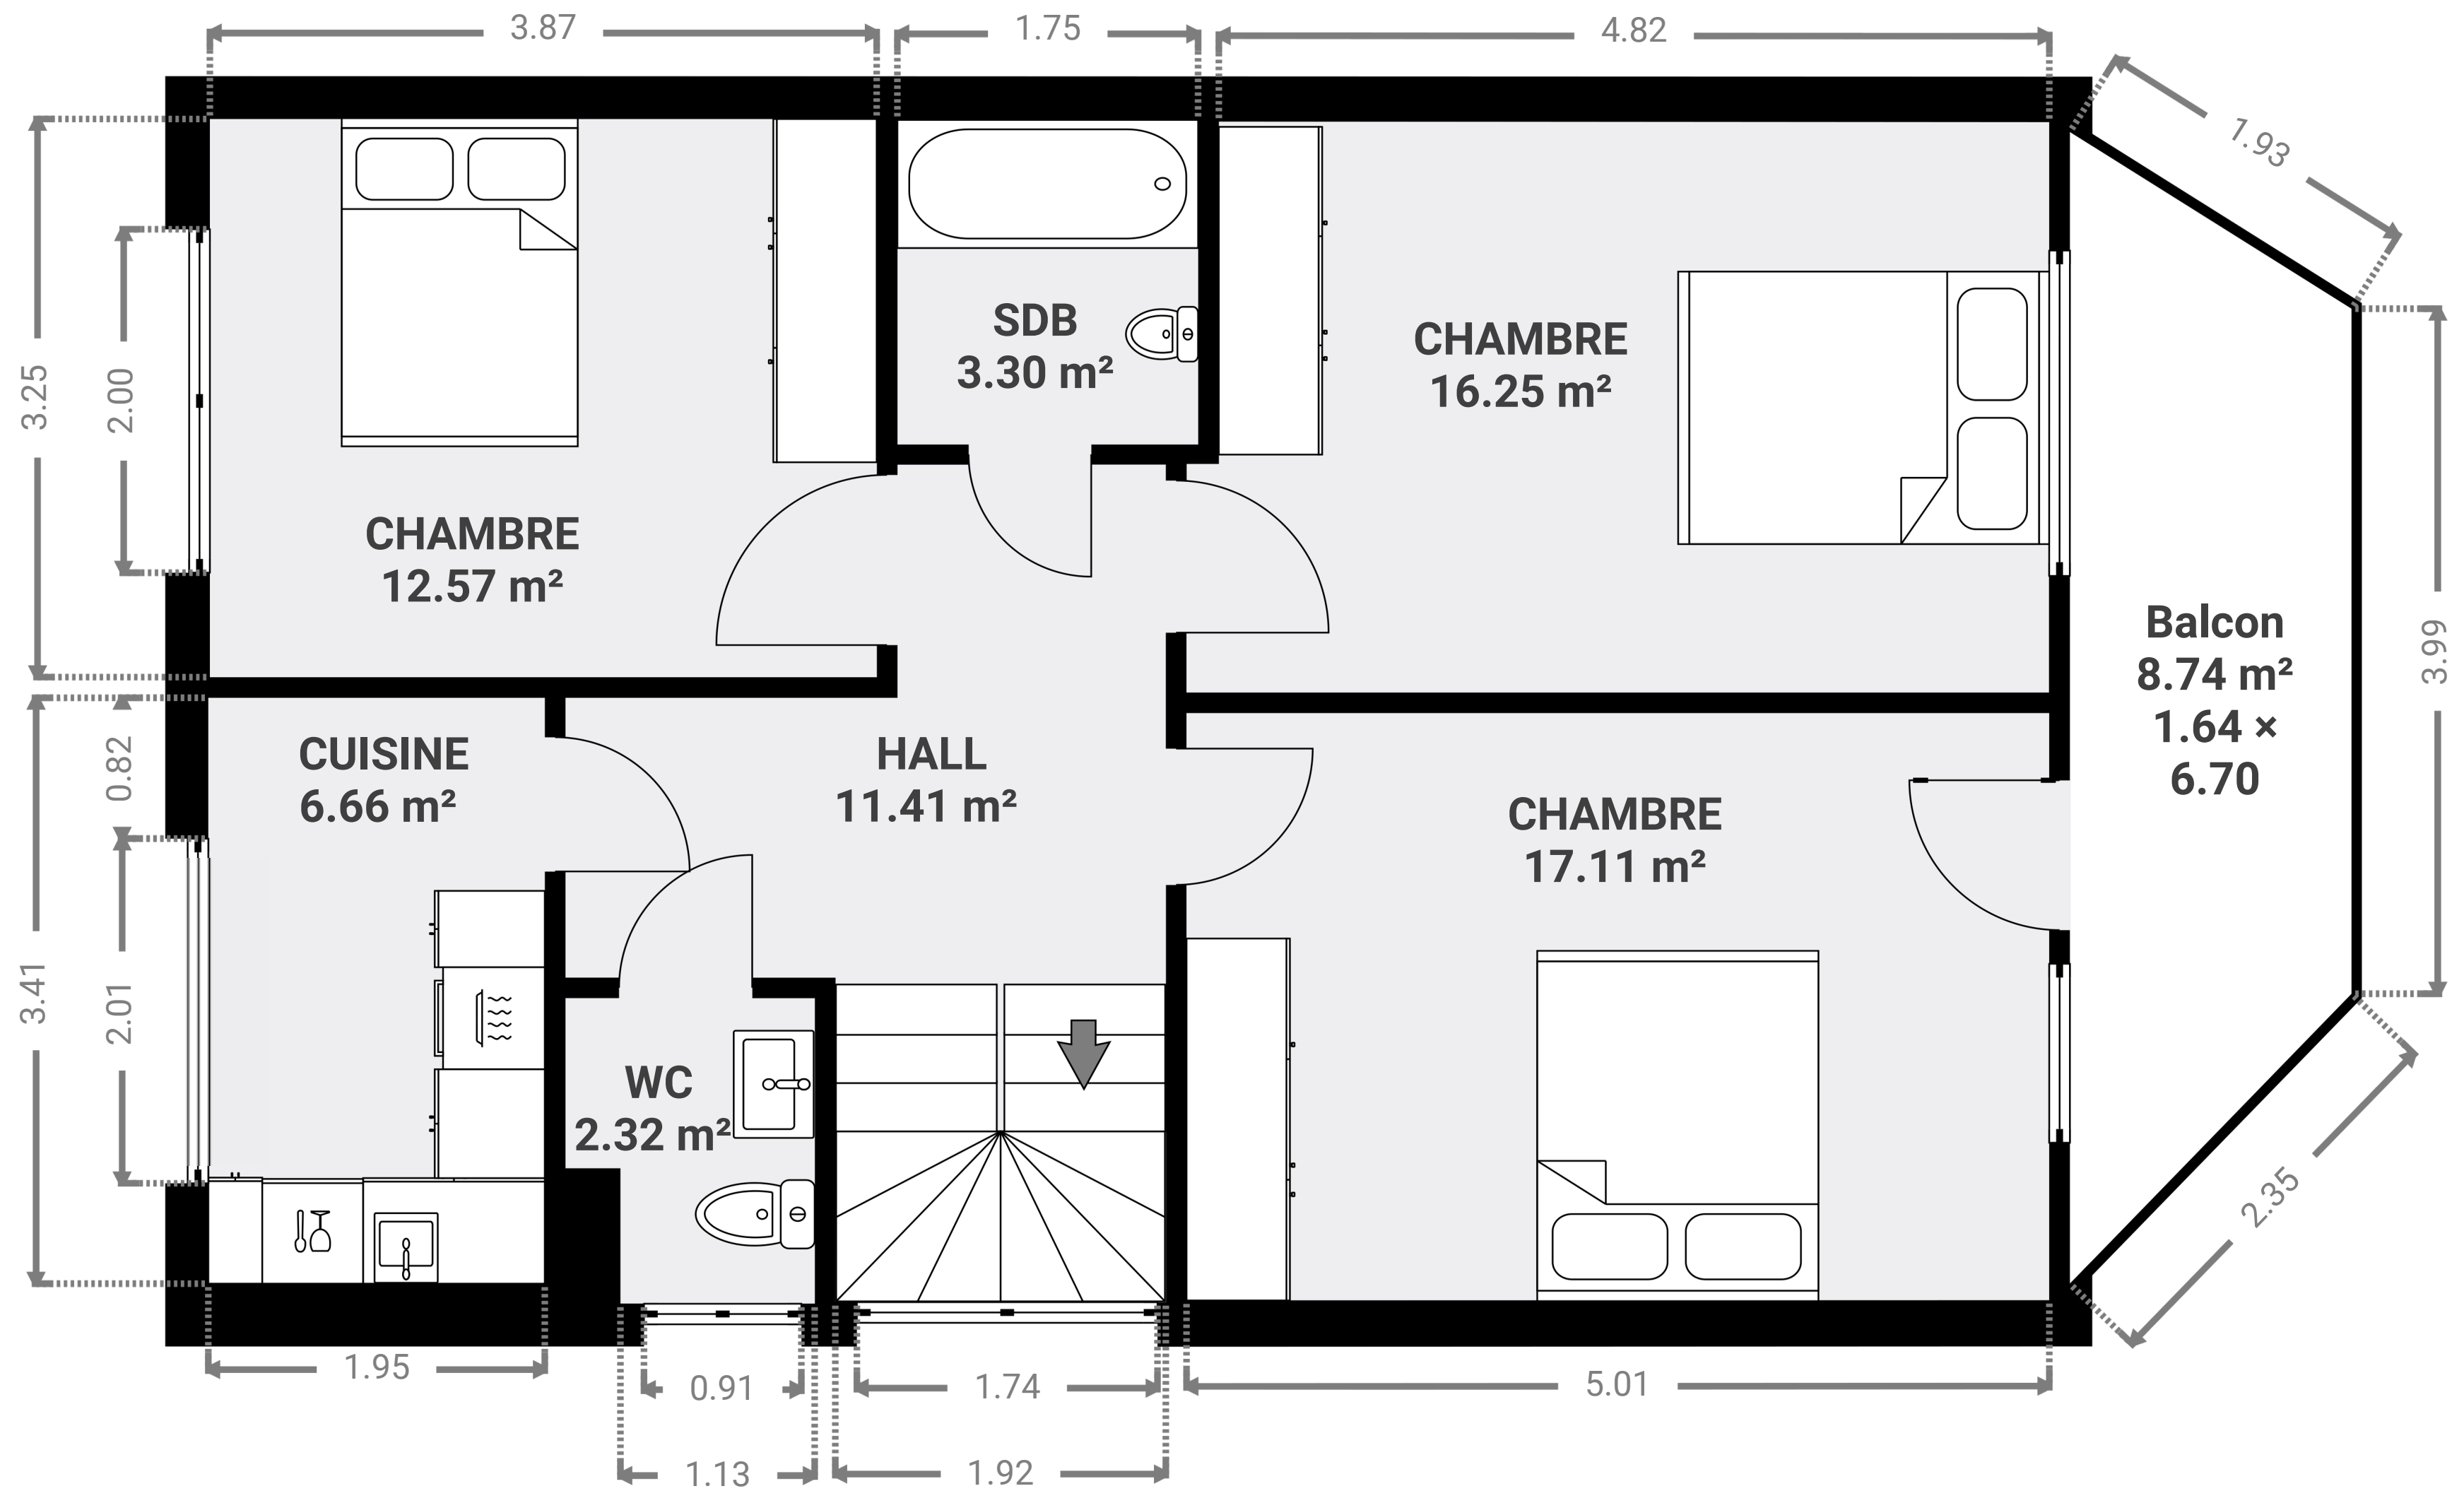 3.87
1.75
4.82
1.93
3.25
2.00
SDB
3.30 m²
CHAMBRE
16.25 m²
CHAMBRE
12.57 m²
Balcon
8.74 m²
1.64 ×
6.70
3.99
0.82
CUISINE
6.66 m²
HALL
11.41 m²
CHAMBRE
17.11 m²
3.41
2.01
WC
2.32 m²
2.35
1.95
0.91
1.74
5.01
1.13
1.92